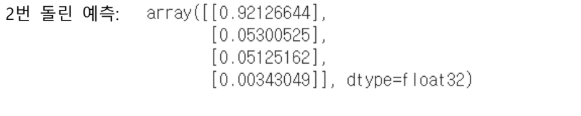 2번 돌린 예측: array([[0.92126644],
[0.05300525],
[0.05125162],
[0.00343049]], dtype=float32)